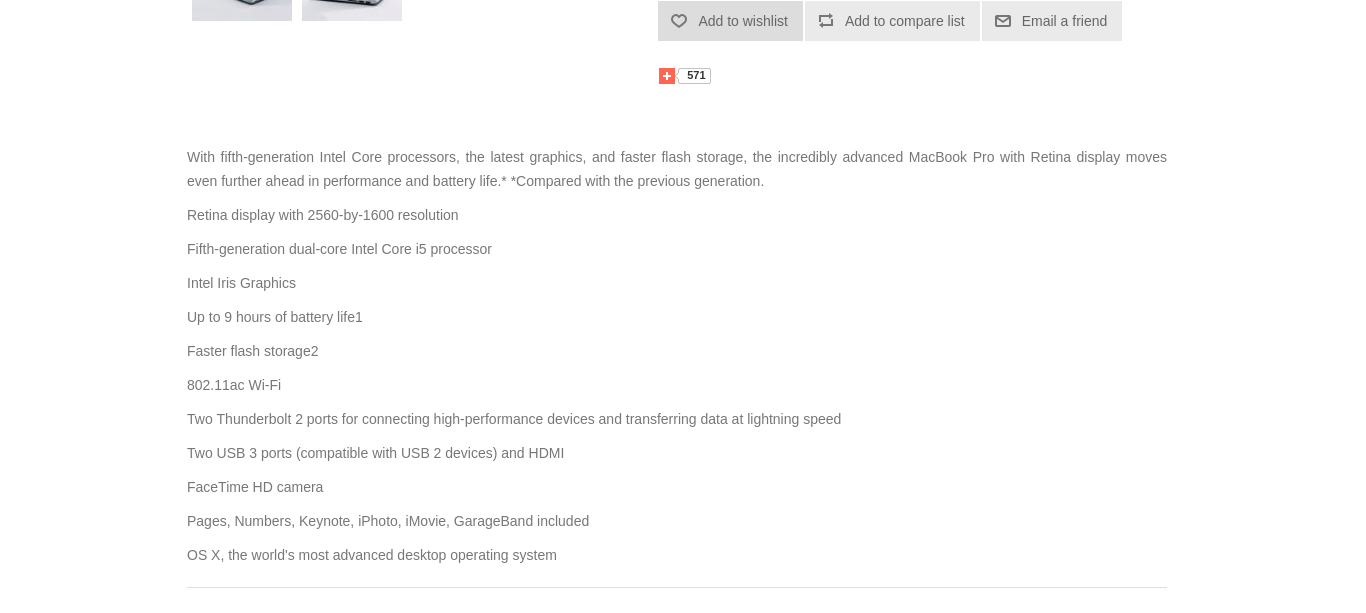 Add to wishlist
Add to compare list
Email a friend
571
With fifth-generation Intel Core processors, the latest graphics, and faster flash storage, the incredibly advanced MacBook Pro with Retina display moves
even further ahead in performance and battery life.* *Compared with the previous generation.
Retina display with 2560-by-1600 resolution
Fifth-generation dual-core Intel Core i5 processor
Intel Iris Graphics
Up to 9 hours of battery life1
Faster flash storage2
802.11ac Wi-Fi
Two Thunderbolt 2 ports for connecting high-performance devices and transferring data at lightning speed
Two USB 3 ports (compatible with USB 2 devices) and HDMI
FaceTime HD camera
Pages, Numbers, Keynote, iPhoto, iMovie, GarageBand included
OS X, the world's most advanced desktop operating system